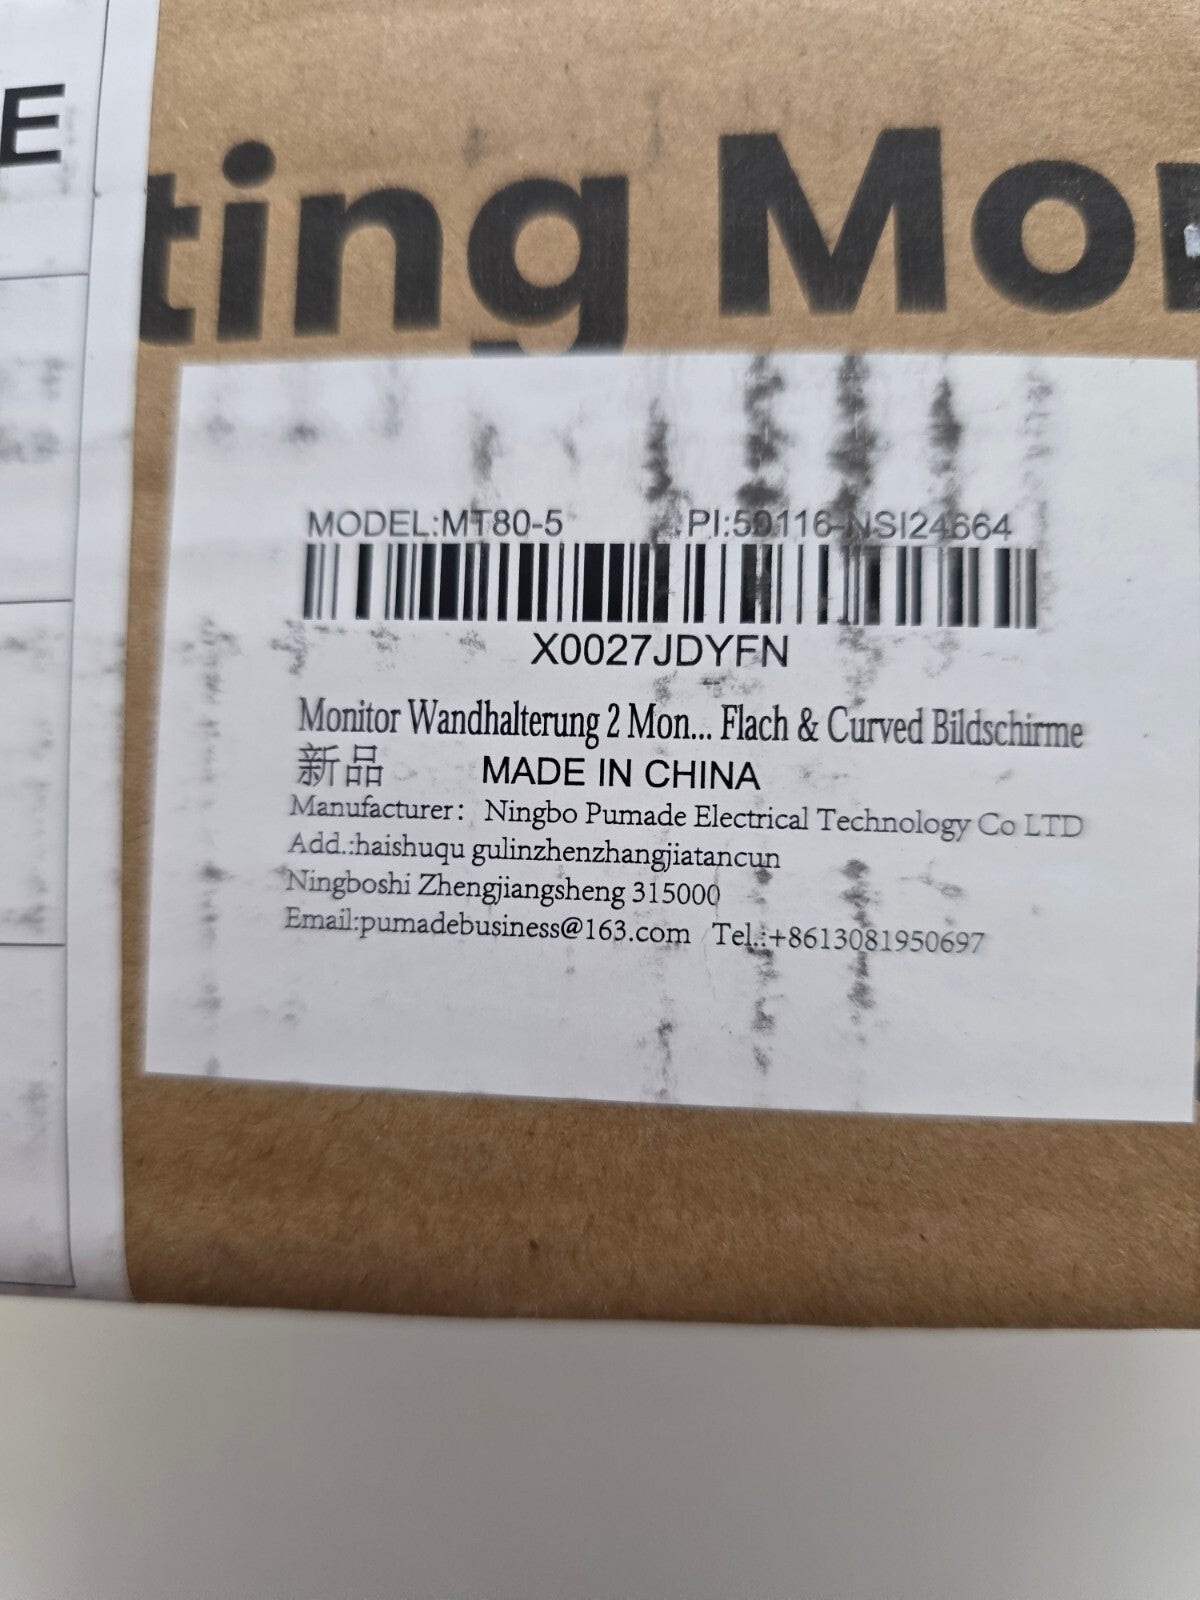 E
ting Mo
MODEL:MT80-5 PI:50116-NSI24664
X0027JDYFN
Monitor Wandhalterung 2 Mon... Flach & Curved Bildschirme
新品 MADE IN CHINA
Manufacturer: Ningbo Pumade Electrical Technology Co LTD
Add.:haishuqu gulinzhenzhangjiatancun
Ningboshi Zhengjiangsheng 315000
Email:pumadebusiness@163.com Tel.:+8613081950697